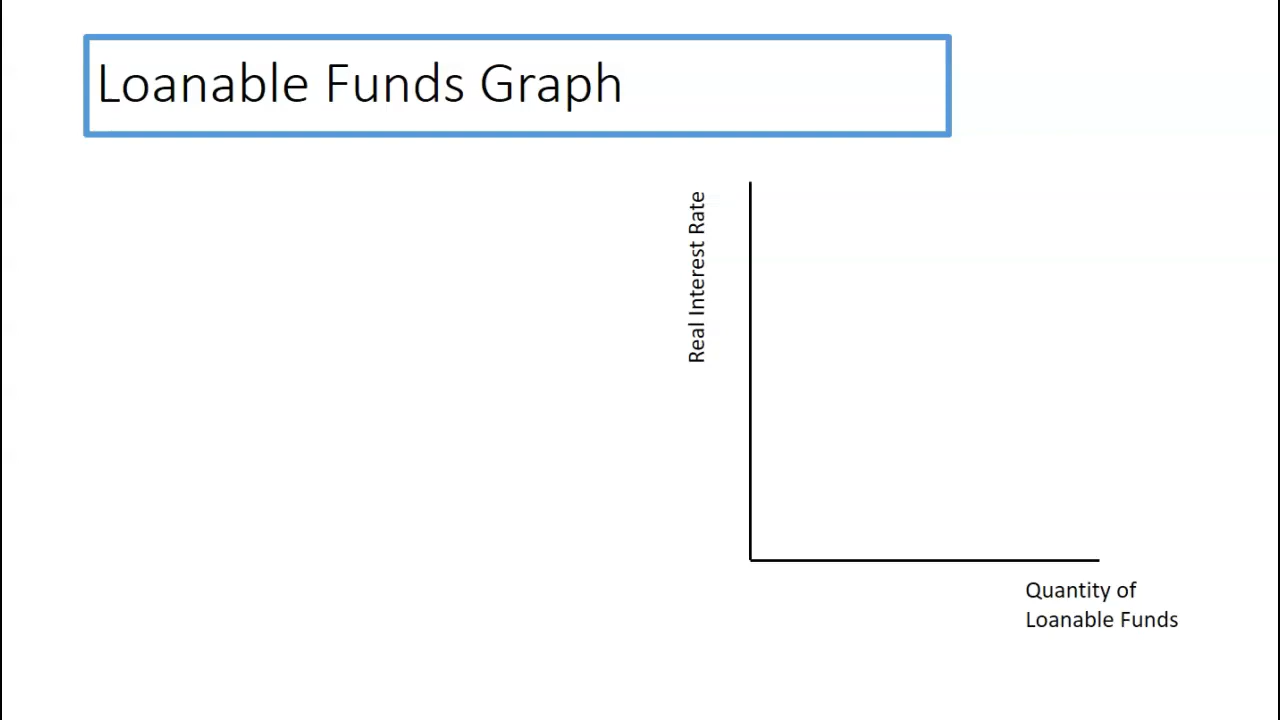 Loanable Funds Graph
Real Interest Rate
Quantity of
Loanable Funds